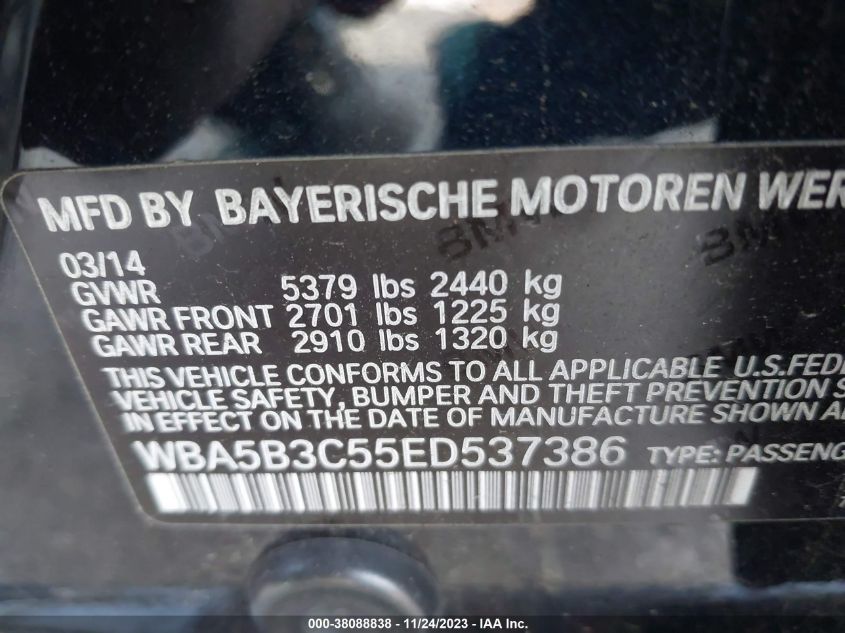 MFD BY BAYERISCHE MOTOREN WER
03/14
GVWR 5379 lbs 2440 kg
GAWR FRONT 2701 lbs 1225 kg
GAWR REAR 2910 lbs 1320 kg
THIS VEHICLE CONFORMS TO ALL APPLICABLE U.S.FEDE
VEHICLE SAFETY, BUMPER AND THEFT PREVENTION S
IN EFFECT ON THE DATE OF MANUFACTURE SHOWN A
WBA5B3C55ED537386 TYPE: PASSENG
000-38088838 - 11/24/2023 - IAA Inc.